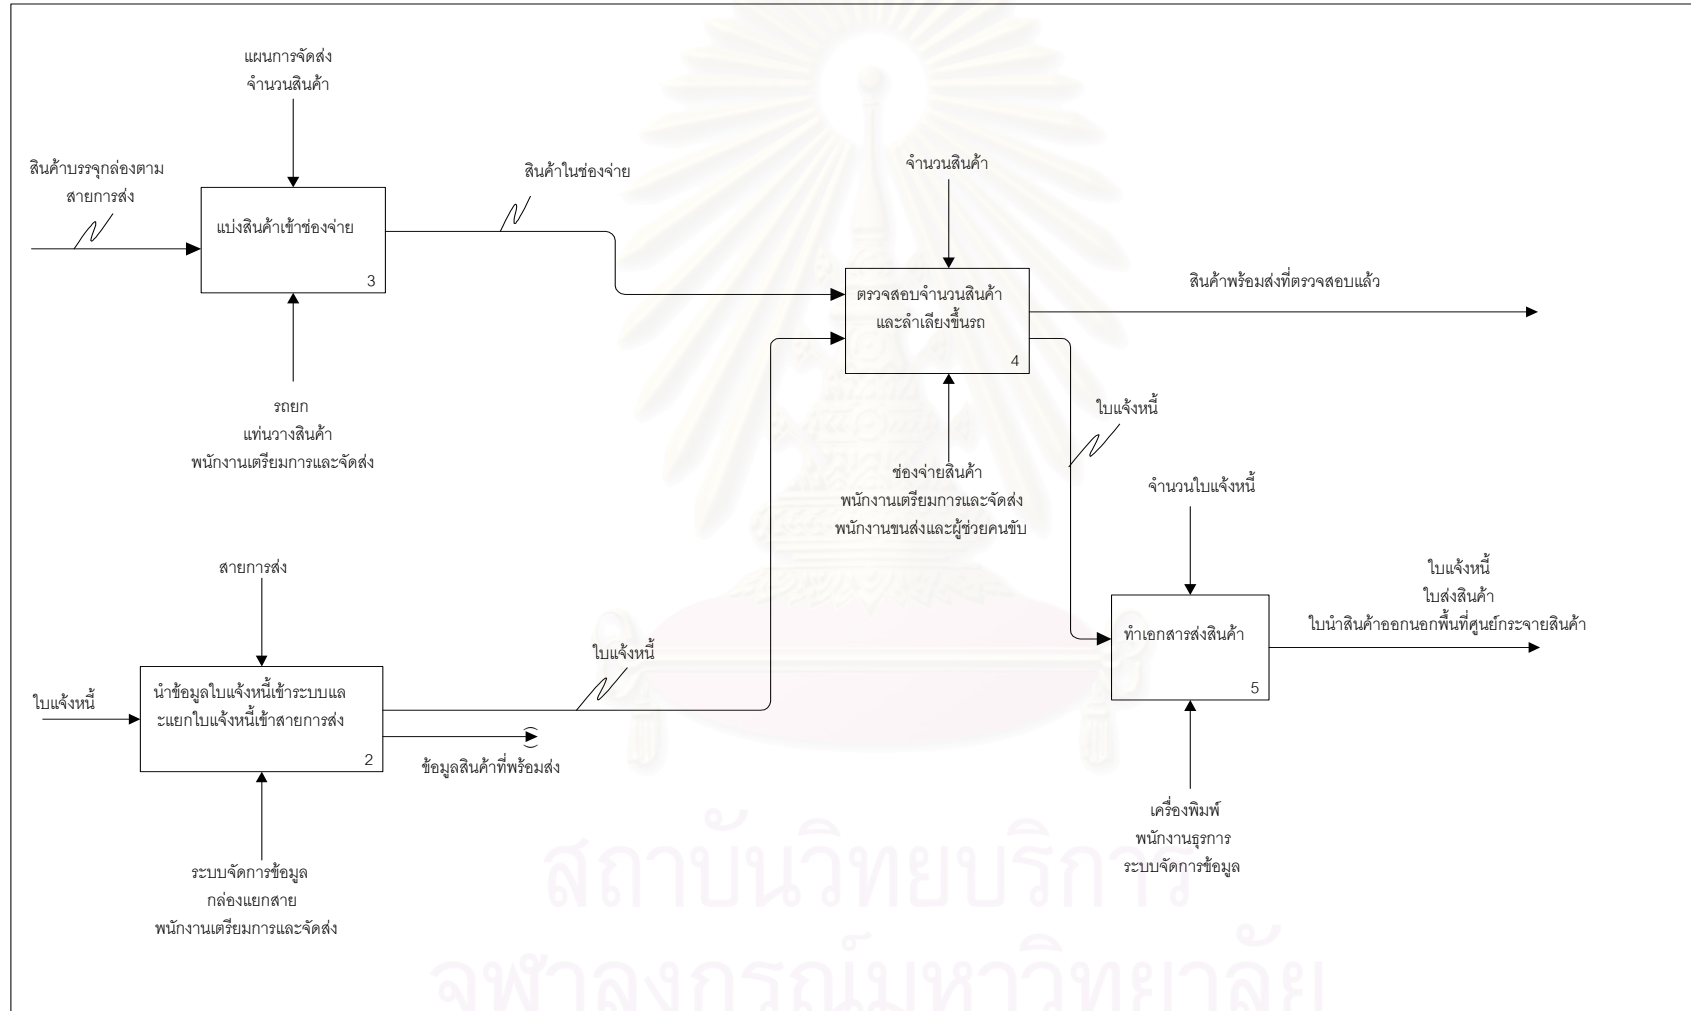 แผนการจัดส่ง
จำนวนสินค้า
สินค้าบรรจุกล่องตาม
สายการส่ง
แบ่งสินค้าเข้าช่องจ่าย
3
สินค้าในช่องจ่าย
รถยก
แท่นวางสินค้า
พนักงานเตรียมการและจัดส่ง
จำนวนสินค้า
ตรวจสอบจำนวนสินค้า
และลำเลียงขึ้นรถ
4
สินค้าพร้อมส่งที่ตรวจสอบแล้ว
ช่องจ่ายสินค้า
พนักงานเตรียมการและจัดส่ง
พนักงานขนส่งและผู้ช่วยคนขับ
ใบแจ้งหนี้
จำนวนใบแจ้งหนี้
ทำเอกสารส่งสินค้า
5
ใบแจ้งหนี้
ใบส่งสินค้า
ใบนำสินค้าออกนอกพื้นที่ศูนย์กระจายสินค้า
เครื่องพิมพ์
พนักงานธุรการ
ระบบจัดการข้อมูล
สายการส่ง
ใบแจ้งหนี้
นำข้อมูลใบแจ้งหนี้เข้าระบบแล
ะแยกใบแจ้งหนี้เข้าสายการส่ง
2
ใบแจ้งหนี้
ข้อมูลสินค้าที่พร้อมส่ง
ระบบจัดการข้อมูล
กล่องแยกสาย
พนักงานเตรียมการและจัดส่ง
สถาบันวิทยบริการ
จุฬาลงกรณ์มหาวิทยาลัย